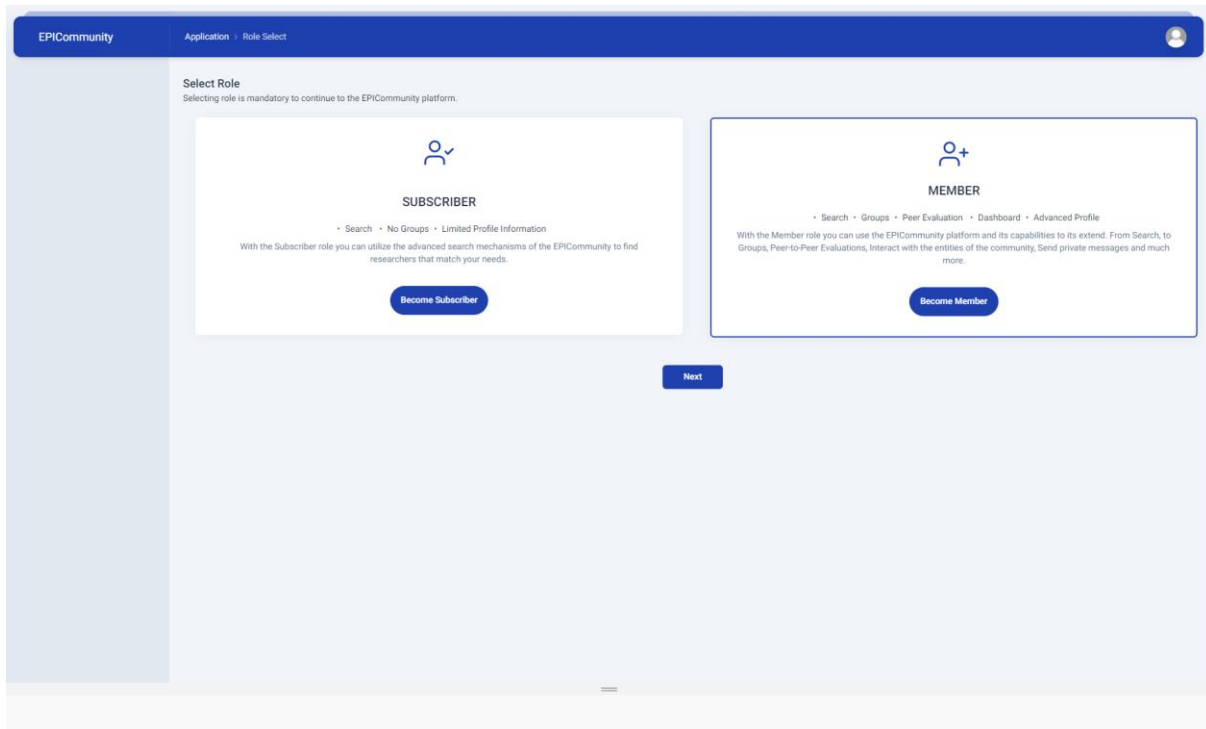 EPICommunity
Application > Role Select
Select Role
Selecting role is mandatory to continue to the EPICommunity platform.
SUBSCRIBER
• Search • No Groups • Limited Profile Information
With the Subscriber role you can utilize the advanced search mechanisms of the EPICommunity to find
researchers that match your needs.
Become Subscriber
MEMBER
• Search • Groups • Peer Evaluation • Dashboard • Advanced Profile
With the Member role you can use the EPICommunity platform and its capabilities to its extend. From Search, to
Groups, Peer-to-Peer Evaluations, Interact with the entities of the community, Send private messages and much
more.
Become Member
Next